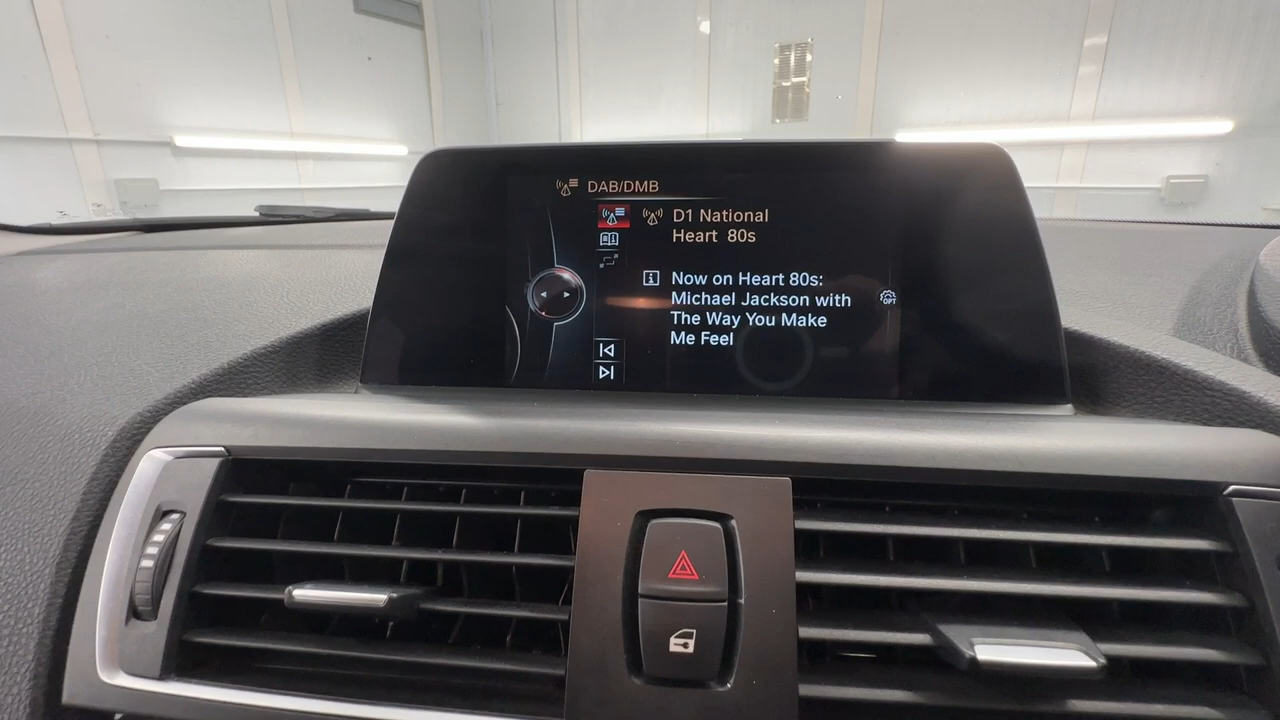 DAB/DMB
D1 National
Heart 80s
Now on Heart 80s:
Michael Jackson with
The Way You Make
Me Feel
OPT